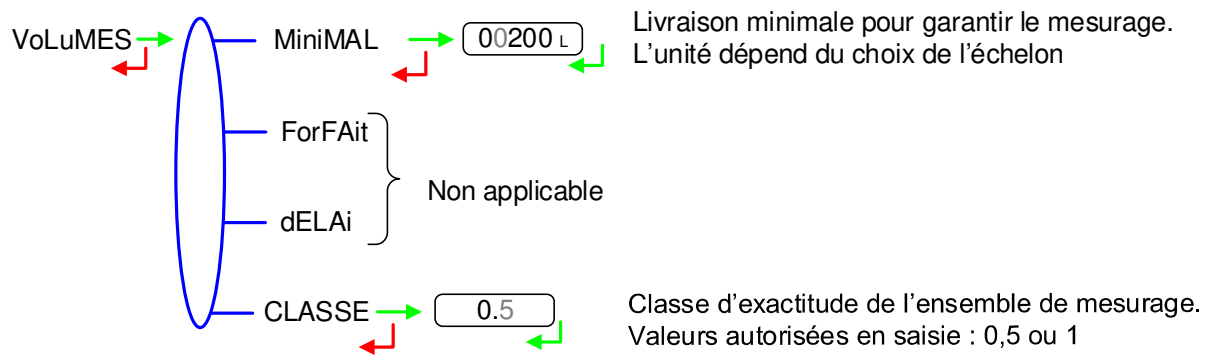 VoLuMES
MiniMAL
00200 L
Livraison minimale pour garantir le mesurage.
L'unité dépend du choix de l'échelon
ForFAit
dELAi
Non applicable
CLASSE
0.5
Classe d'exactitude de l'ensemble de mesurage.
Valeurs autorisées en saisie : 0,5 ou 1